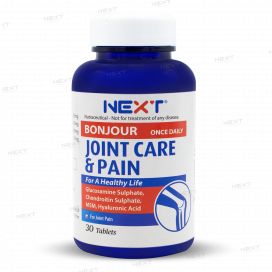 NEXT
Nutraceutical - Not for treatment of any disease
BONJOUR
ONCE DAILY
JOINT CARE
& PAIN
For A Healthy Life
Glucosamine Sulphate,
Chondroitin Sulphate,
MSM, Hyaluronic Acid
For Joint Pain
30 Tablets